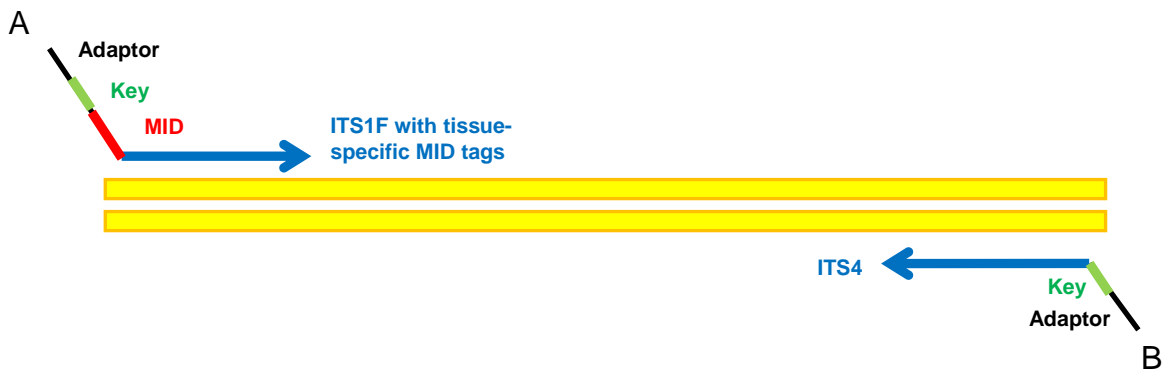 A
Adaptor
Key
MID
ITS1F with tissue-
specific MID tags
ITS4
Key
Adaptor
B